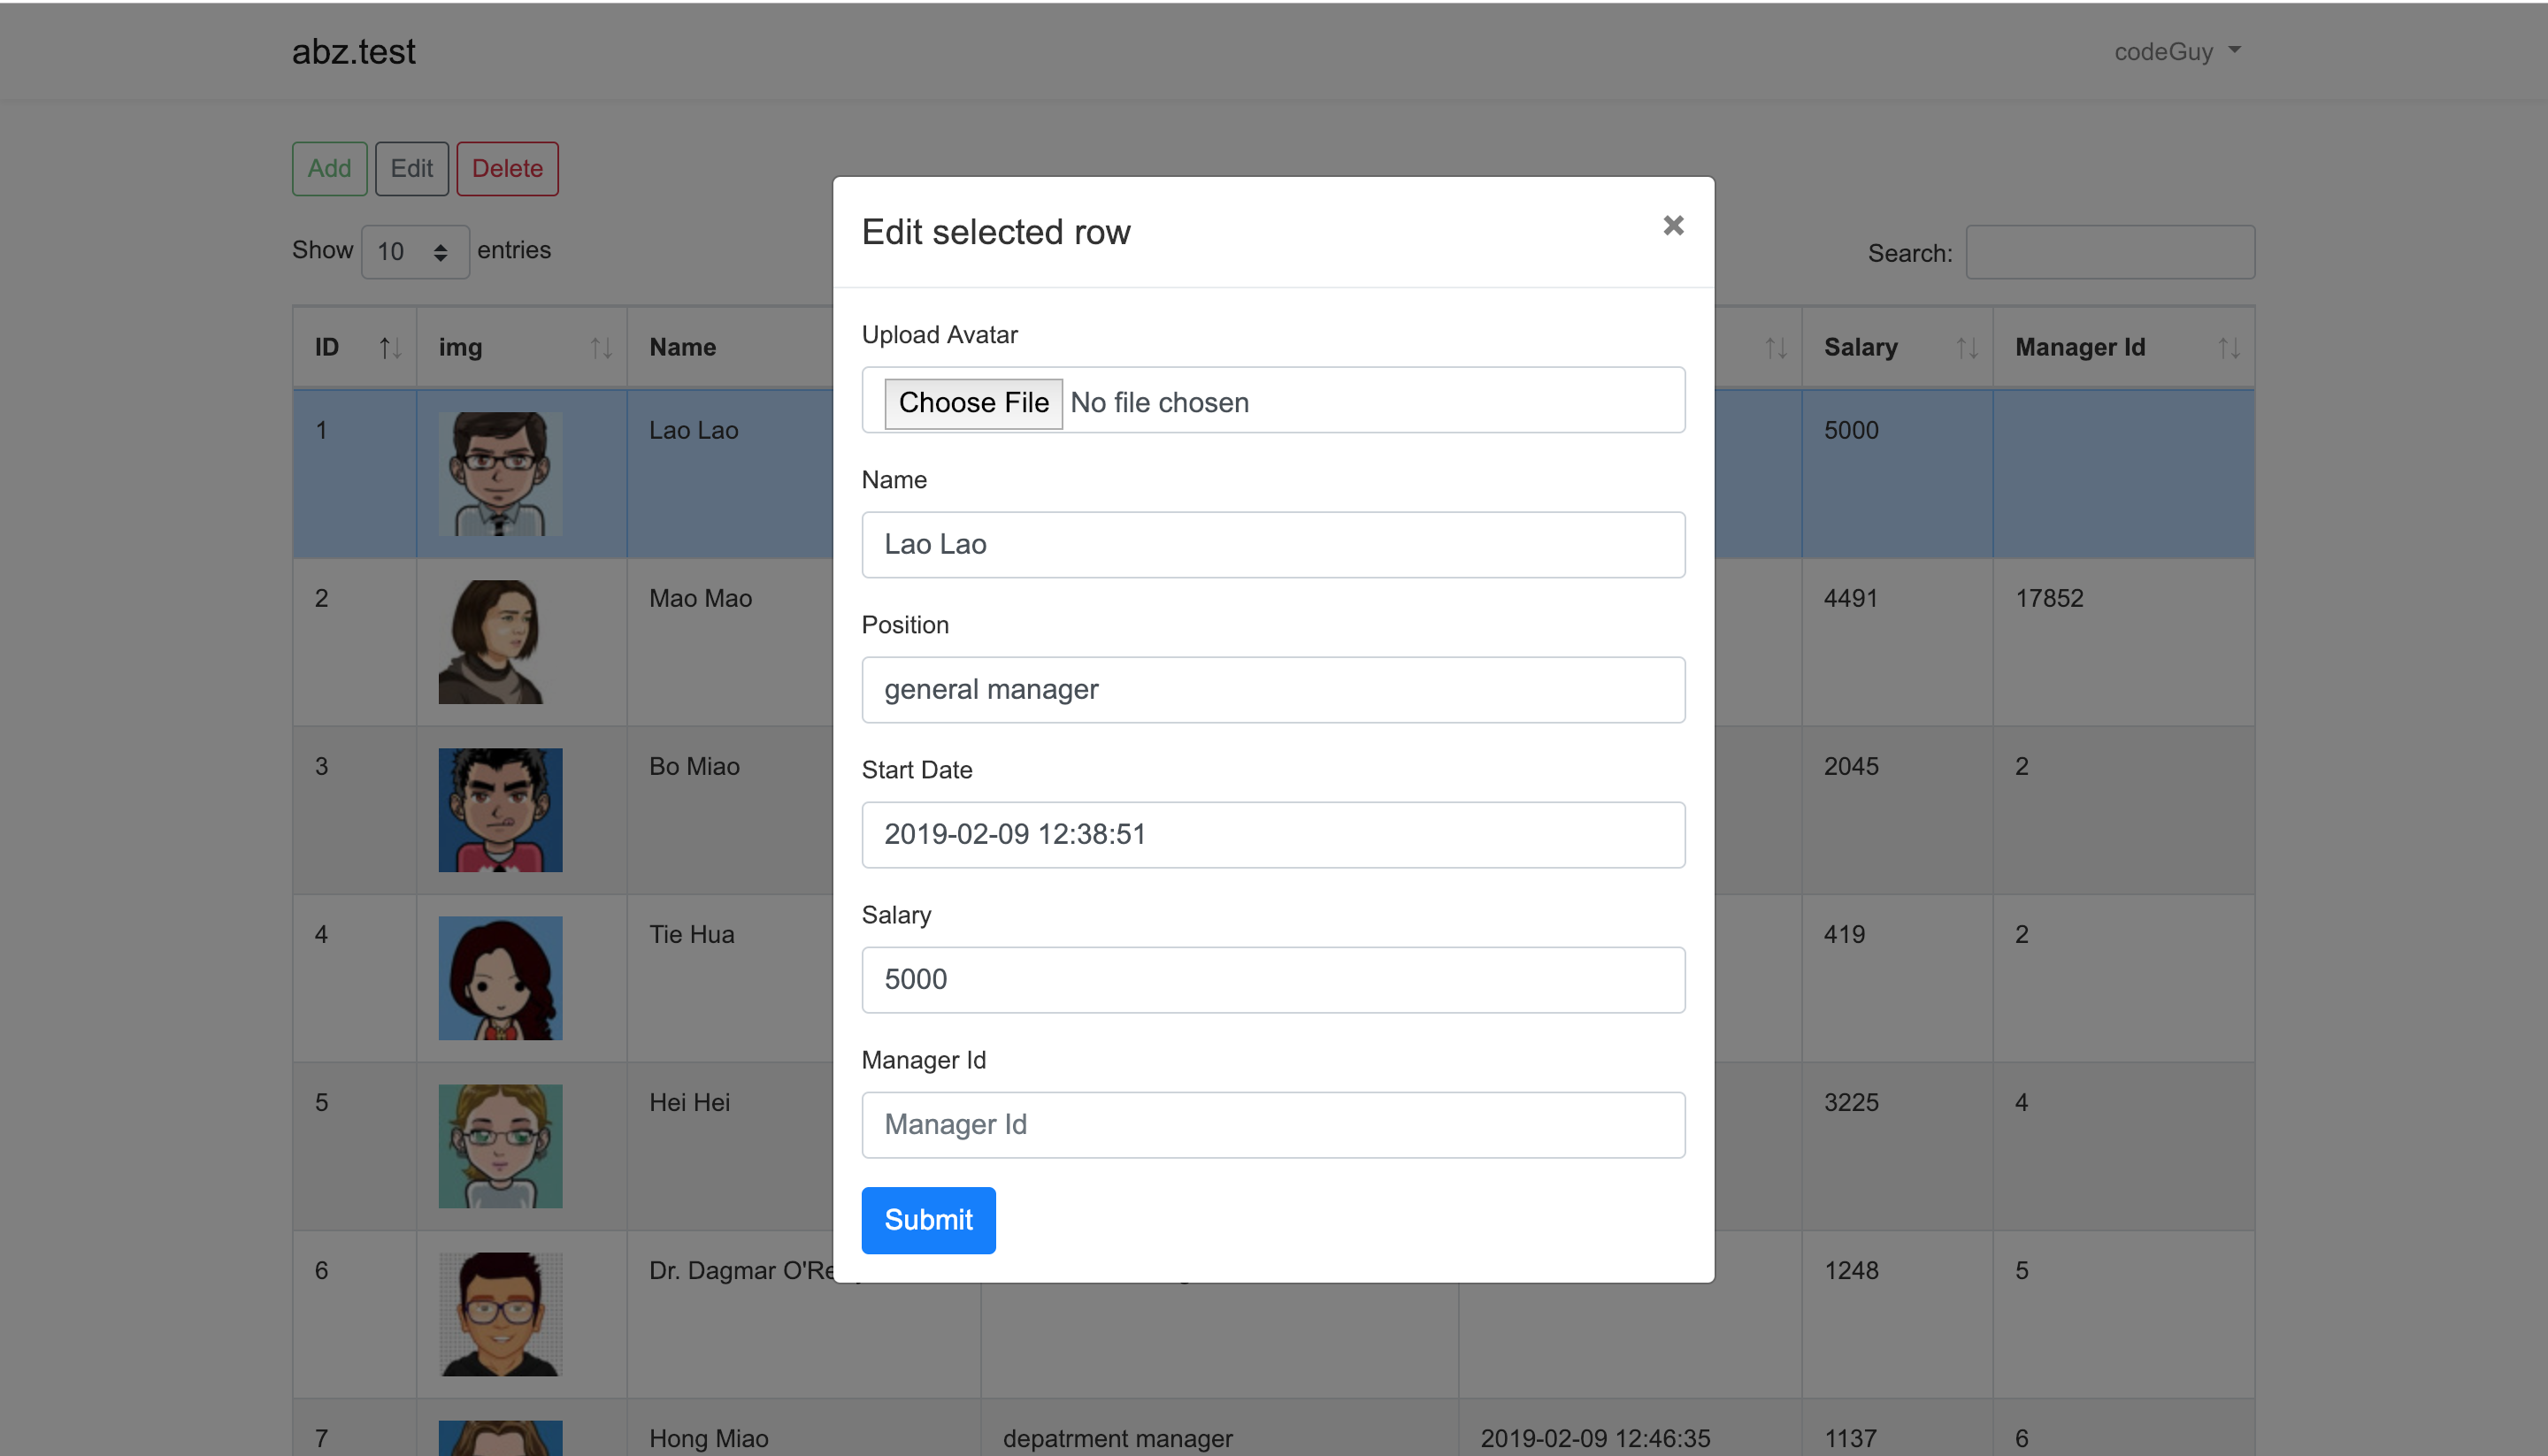 abz.test
codeGuy
Add Edit Delete
Show 10 entries
Search:
ID img Name Salary Manager Id
1 Lao Lao 5000
2 Mao Mao 4491 17852
3 Bo Miao 2045 2
4 Tie Hua 419 2
5 Hei Hei 3225 4
6 Dr. Dagmar 1248 5
7 Hong Miao depatrment manager 2019-02-09 12:46:35 1137 6
Edit selected row
×
Upload Avatar
Choose File No file chosen
Name
Lao Lao
Position
general manager
Start Date
2019-02-09 12:38:51
Salary
5000
Manager Id
Manager Id
Submit